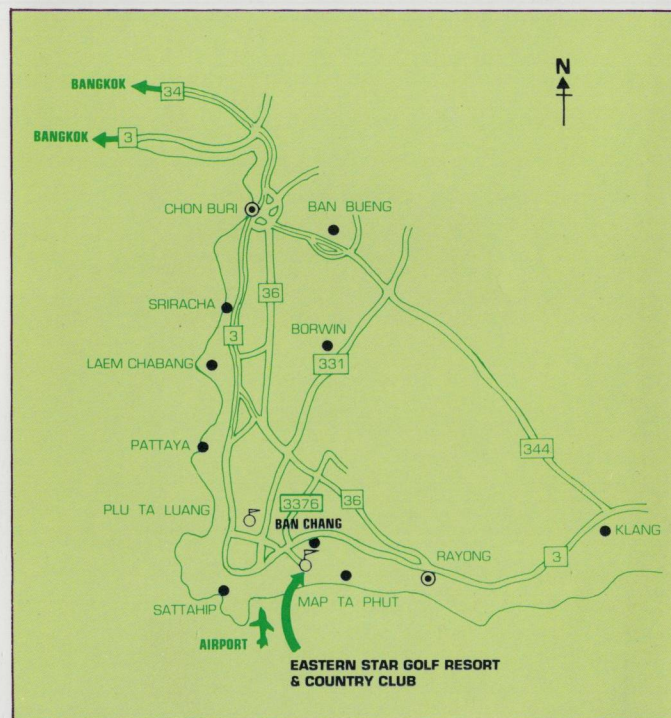 BANGKOK
34
N
BANGKOK
3
CHON BURI
BAN BUENG
36
SRIRACHA
3
BORWIN
LAEM CHABANG
331
PATTAYA
344
PLU TA LUANG
3376
36
BAN CHANG
KLANG
RAYONG
3
SATTAHIP
MAP TA PHUT
AIRPORT
EASTERN STAR GOLF RESORT
& COUNTRY CLUB